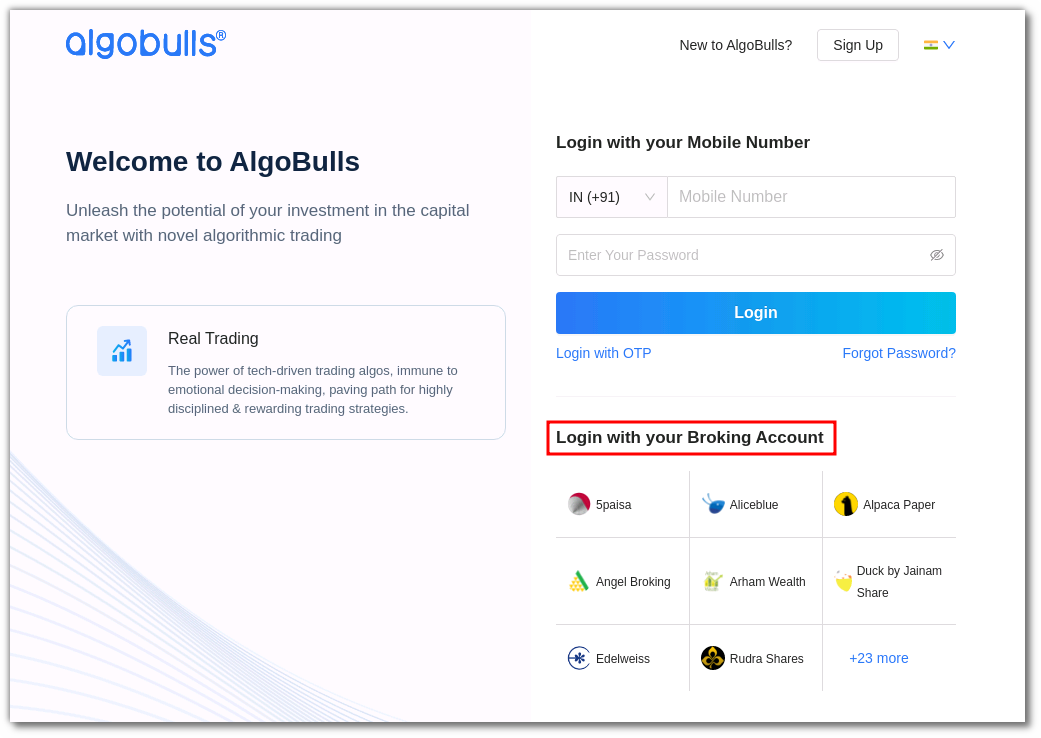 algobulls®
New to AlgoBulls?
Sign Up
Welcome to AlgoBulls
Unleash the potential of your investment in the capital
market with novel algorithmic trading
Real Trading
The power of tech-driven trading algos, immune to
emotional decision-making, paving path for highly
disciplined & rewarding trading strategies.
Login with your Mobile Number
IN (+91)
Mobile Number
Enter Your Password
Login
Login with OTP
Forgot Password?
Login with your Broking Account
5paisa
Aliceblue
Alpaca Paper
Angel Broking
Arham Wealth
Duck by Jainam
Share
Edelweiss
Rudra Shares
+23 more